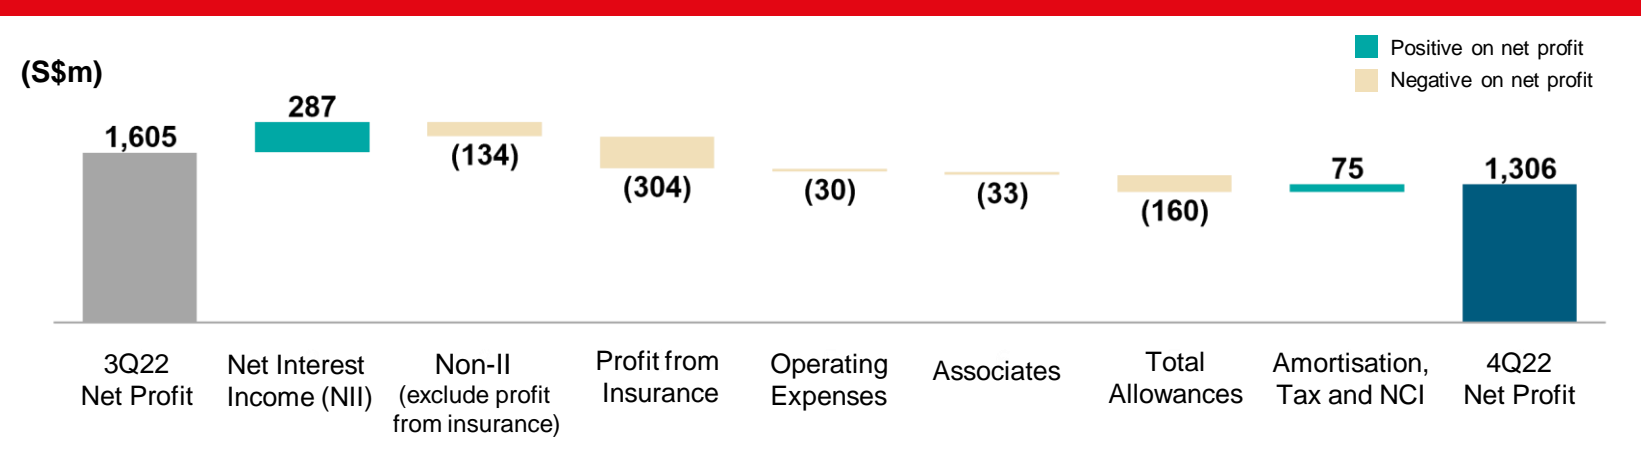 Positive on net profit
(S$m)
Negative on net profit
287
1,605
75
1,306
(134)
(304)
(30)
(33)
(160)
3Q22
Net Profit
Net Interest
Income (NII)
Non-II
(exclude profit
from insurance)
Profit from
Insurance
Operating
Expenses
Associates
Total
Allowances
Amortisation,
Tax and NCI
4Q22
Net Profit